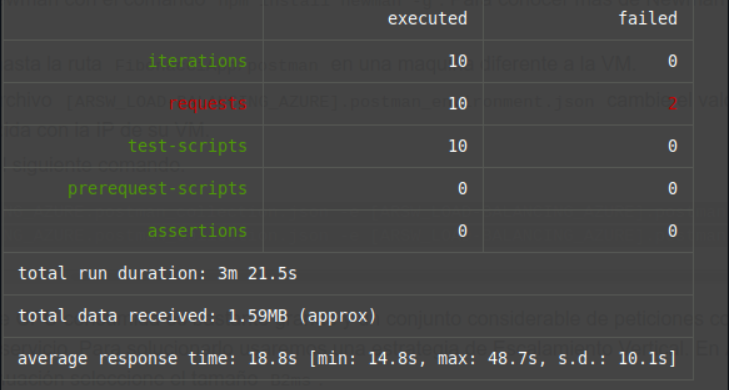 executed failed
iterations 10 0
requests 10 2
test-scripts 10 0
prerequest-scripts 0 0
assertions 0 0
total run duration: 3m 21.5s
total data received: 1.59MB (approx)
average response time: 18.8s [min: 14.8s, max: 48.7s, s.d.: 10.1s]